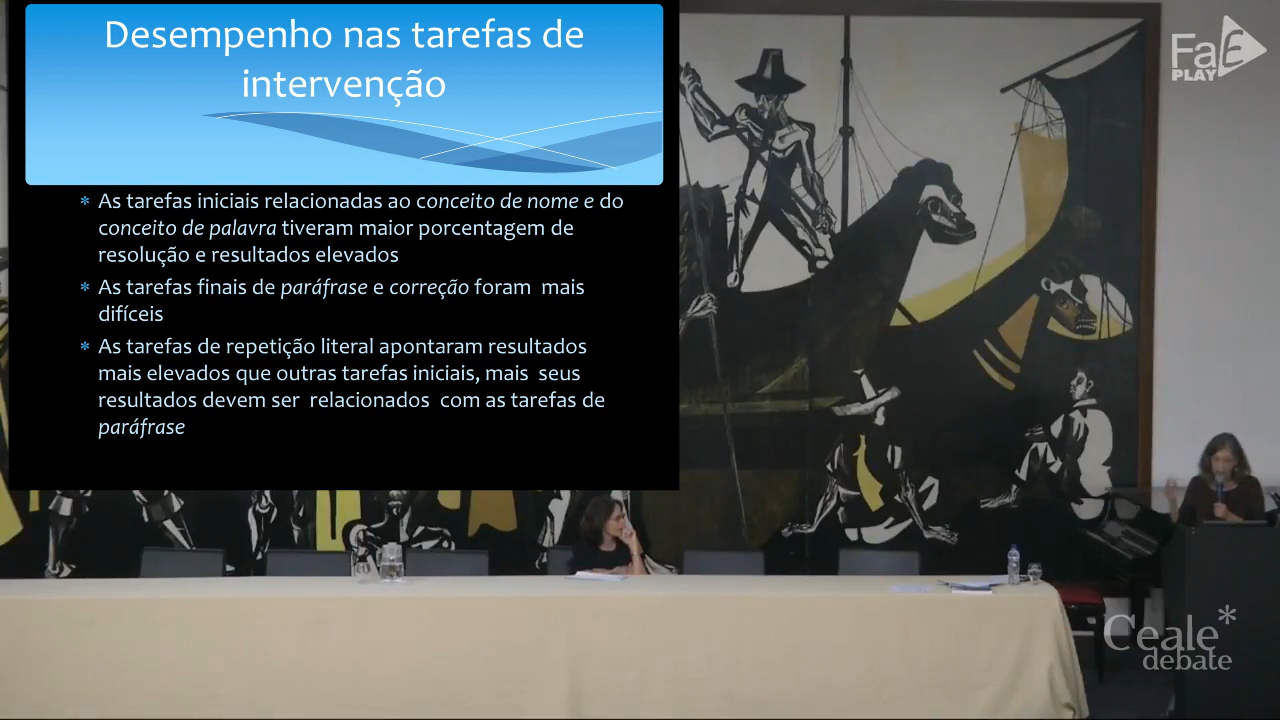 Desempenho nas tarefas de
intervenção
* As tarefas iniciais relacionadas ao conceito de nome e do
conceito de palavra tiveram maior porcentagem de
resolução e resultados elevados
* As tarefas finais de paráfrase e correção foram mais
difíceis
* As tarefas de repetição literal apontaram resultados
mais elevados que outras tarefas iniciais, mais seus
resultados devem ser relacionados com as tarefas de
paráfrase
FaE
PLAY
Ceale*
debate